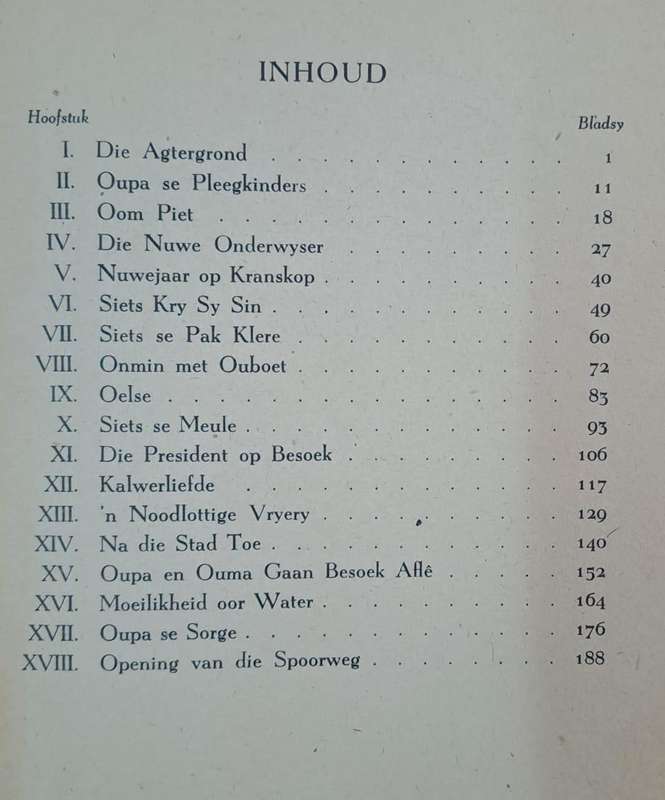 INHOUD
Hoofstuk Bladsy
I. Die Agtergrond . . . . . . . . . . . . 1
II. Oupa se Pleegkinders . . . . . . . . . . 11
III. Oom Piet . . . . . . . . . . . . . . 18
IV. Die Nuwe Onderwyser . . . . . . . . . 27
V. Nuwejaar op Kranskop . . . . . . . . . . 40
VI. Siets Kry Sy Sin . . . . . . . . . . . . 49
VII. Siets se Pak Klere . . . . . . . . . . . 60
VIII. Onmin met Ouboet . . . . . . . . . . . 72
IX. Oelse . . . . . . . . . . . . . . . . 83
X. Siets se Meule . . . . . . . . . . . . . 93
XI. Die President op Besoek . . . . . . . . . 106
XII. Kalwerliefde . . . . . . . . . . . . . 117
XIII. 'n Noodlottige Vryery . . . . . . . . . . 129
XIV. Na die Stad Toe . . . . . . . . . . . . 140
XV. Oupa en Ouma Gaan Besoek Aflê . . . . . 152
XVI. Moeilikheid oor Water . . . . . . . . . . 164
XVII. Oupa se Sorge . . . . . . . . . . . . . 176
XVIII. Opening van die Spoorweg . . . . . . . . 188